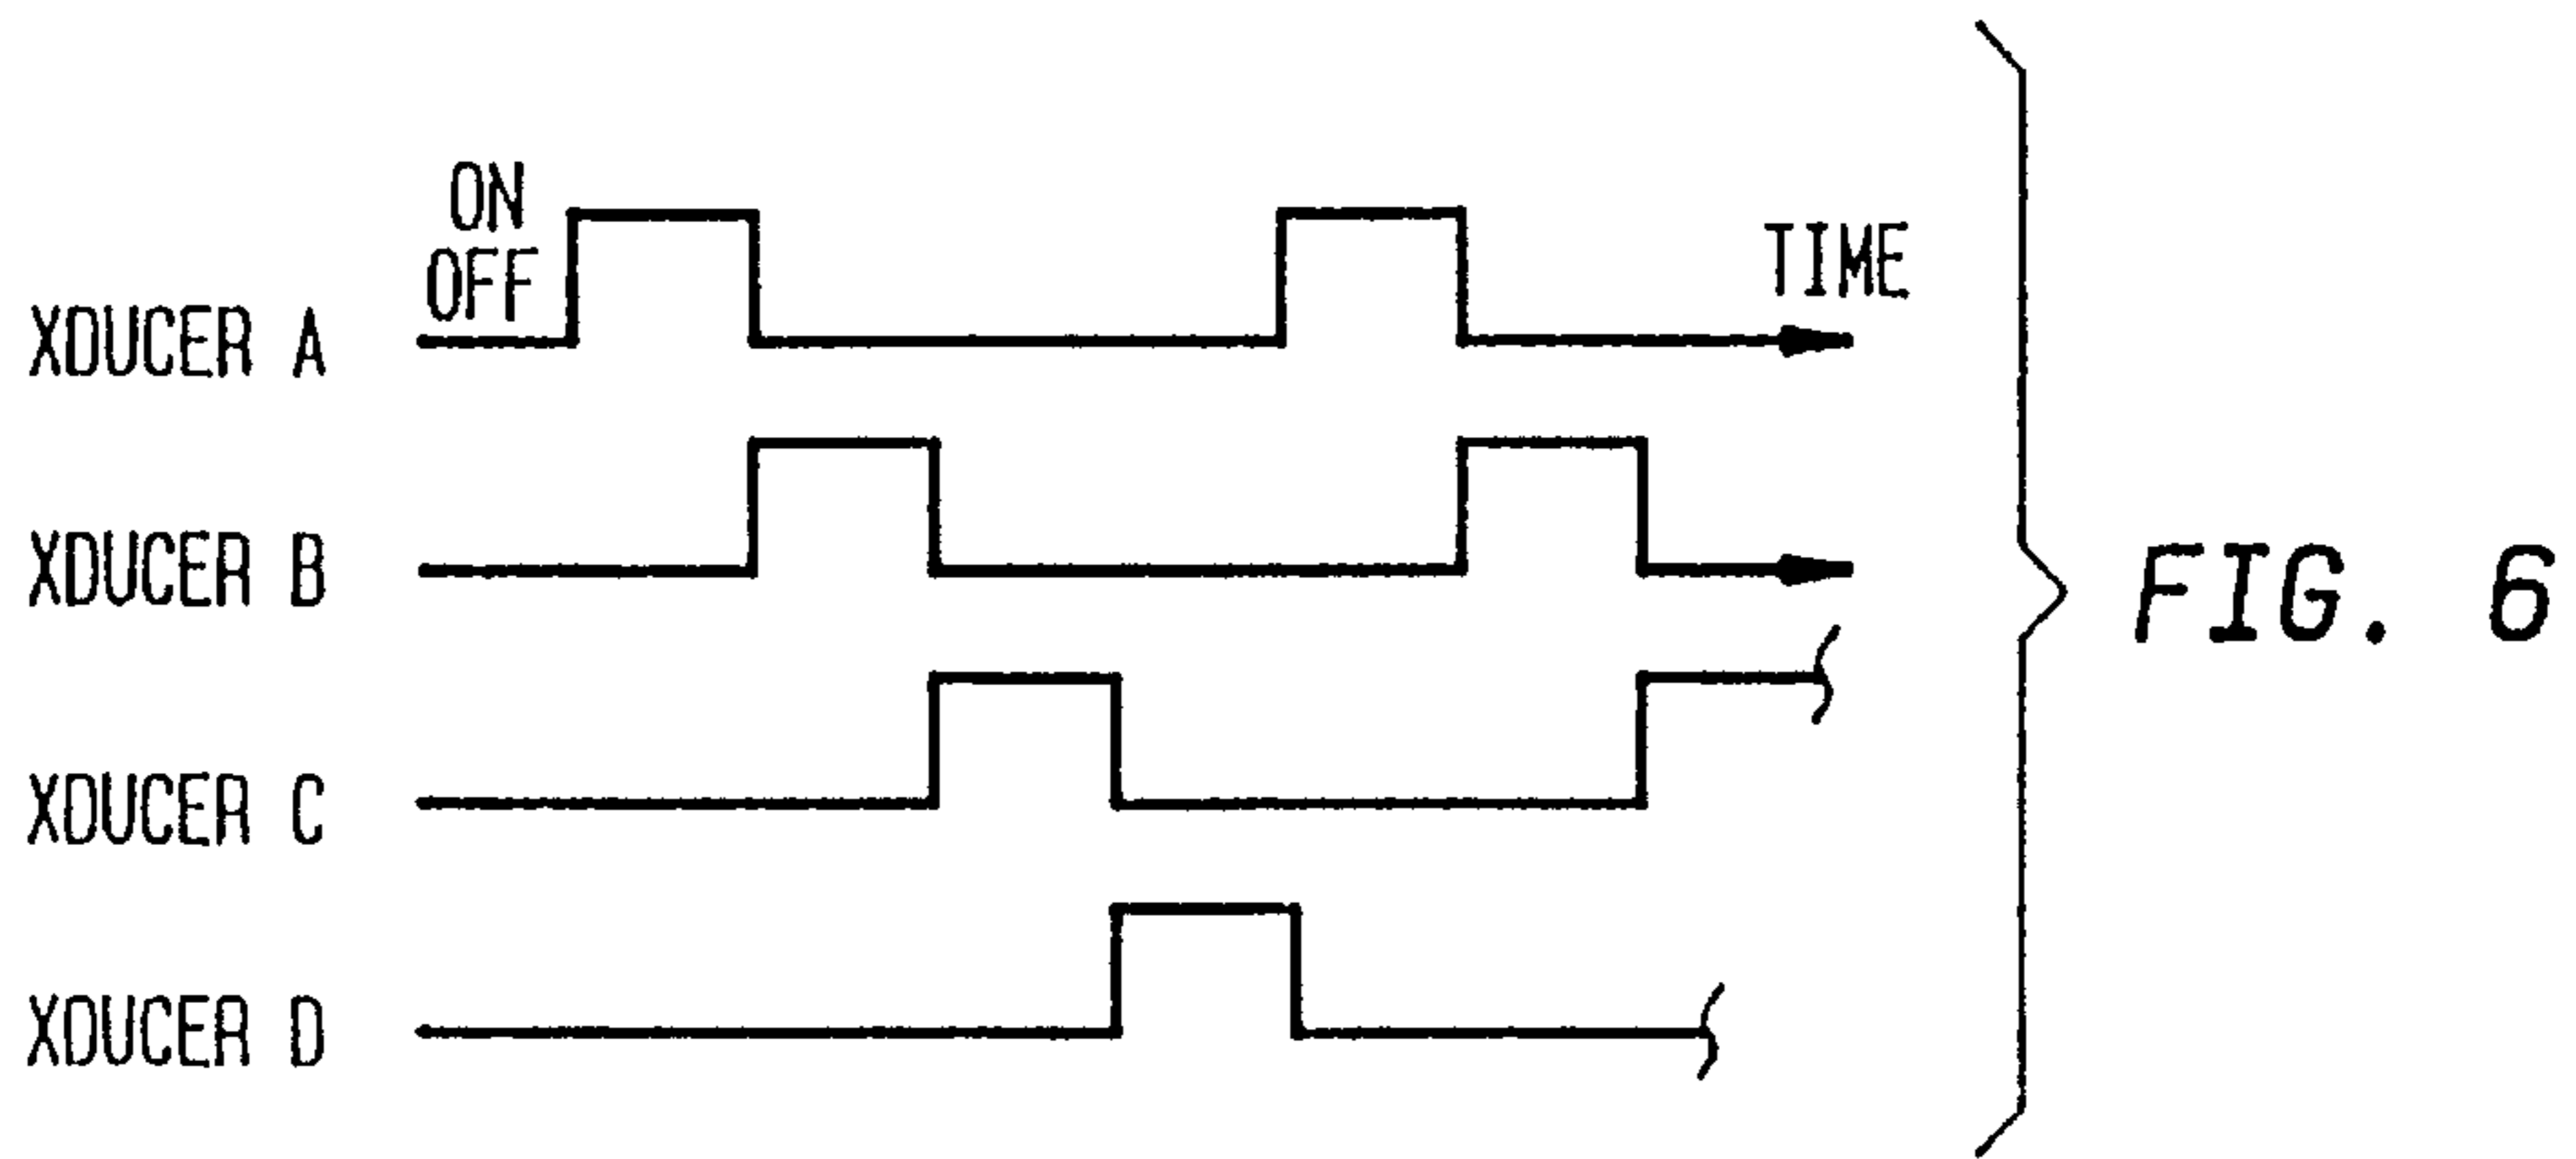 ON
OFF
TIME
XDUCER A
XDUCER B
FIG. 6
XDUCER C
XDUCER D